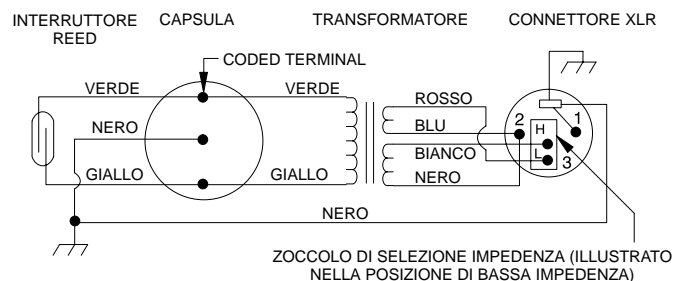 INTERRUTTORE
REED
CAPSULA
TRANSFORMATORE
CONNETTORE XLR
CODED TERMINAL
VERDE
VERDE
ROSSO
NERO
BLU
2
H
1
BIANCO
L
3
GIALLO
GIALLO
NERO
NERO
ZOCCOLO DI SELEZIONE IMPEDENZA (ILLUSTRATO
NELLA POSIZIONE DI BASSA IMPEDENZA)